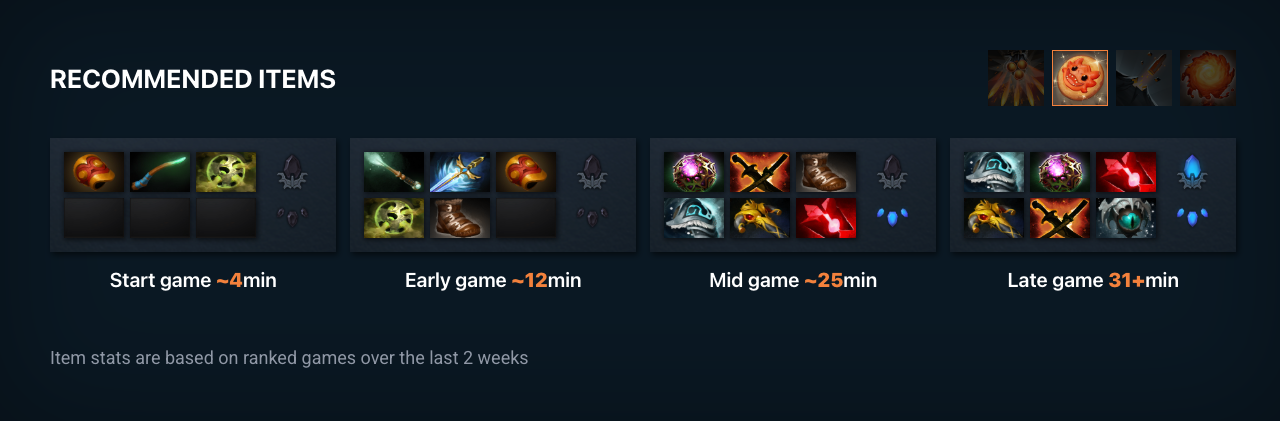 RECOMMENDED ITEMS
Start game ~4min
Early game ~12min
Mid game ~25min
Late game 31+min
Item stats are based on ranked games over the last 2 weeks